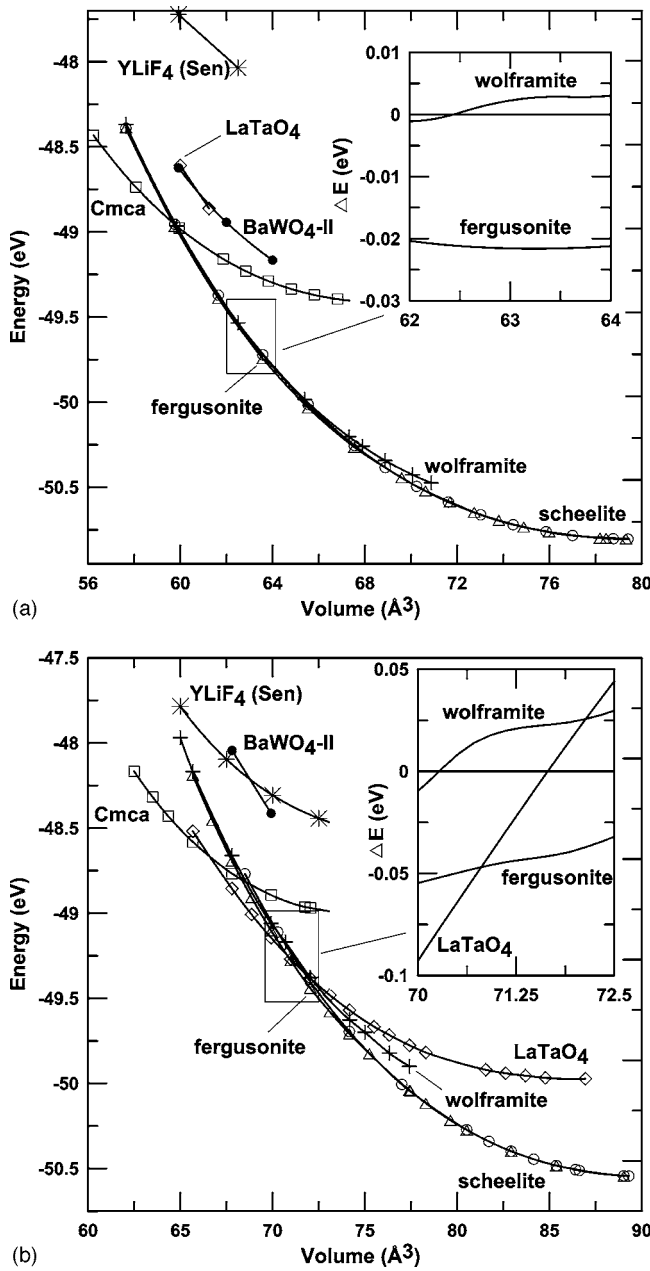 -48
-48.5
-49
-49.5
-50
-50.5
Energy (eV)
56 60 64 68 72 76 80
Volume (Å³)
(a)
YLiF₄ (Sen)
LaTaO₄
Cmca
BaWO₄-II
fergusonite
wolframite
scheelite
0.01
0
-0.01
-0.02
-0.03
△E (eV)
62 63 64
wolframite
fergusonite
-47.5
-48
-48.5
-49
-49.5
-50
-50.5
Energy (eV)
60 65 70 75 80 85 90
Volume (Å³)
(b)
YLiF₄ (Sen)
BaWO₄-II
Cmca
fergusonite
LaTaO₄
wolframite
scheelite
0.05
0
-0.05
-0.1
△E (eV)
70 71.25 72.5
wolframite
fergusonite
LaTaO₄